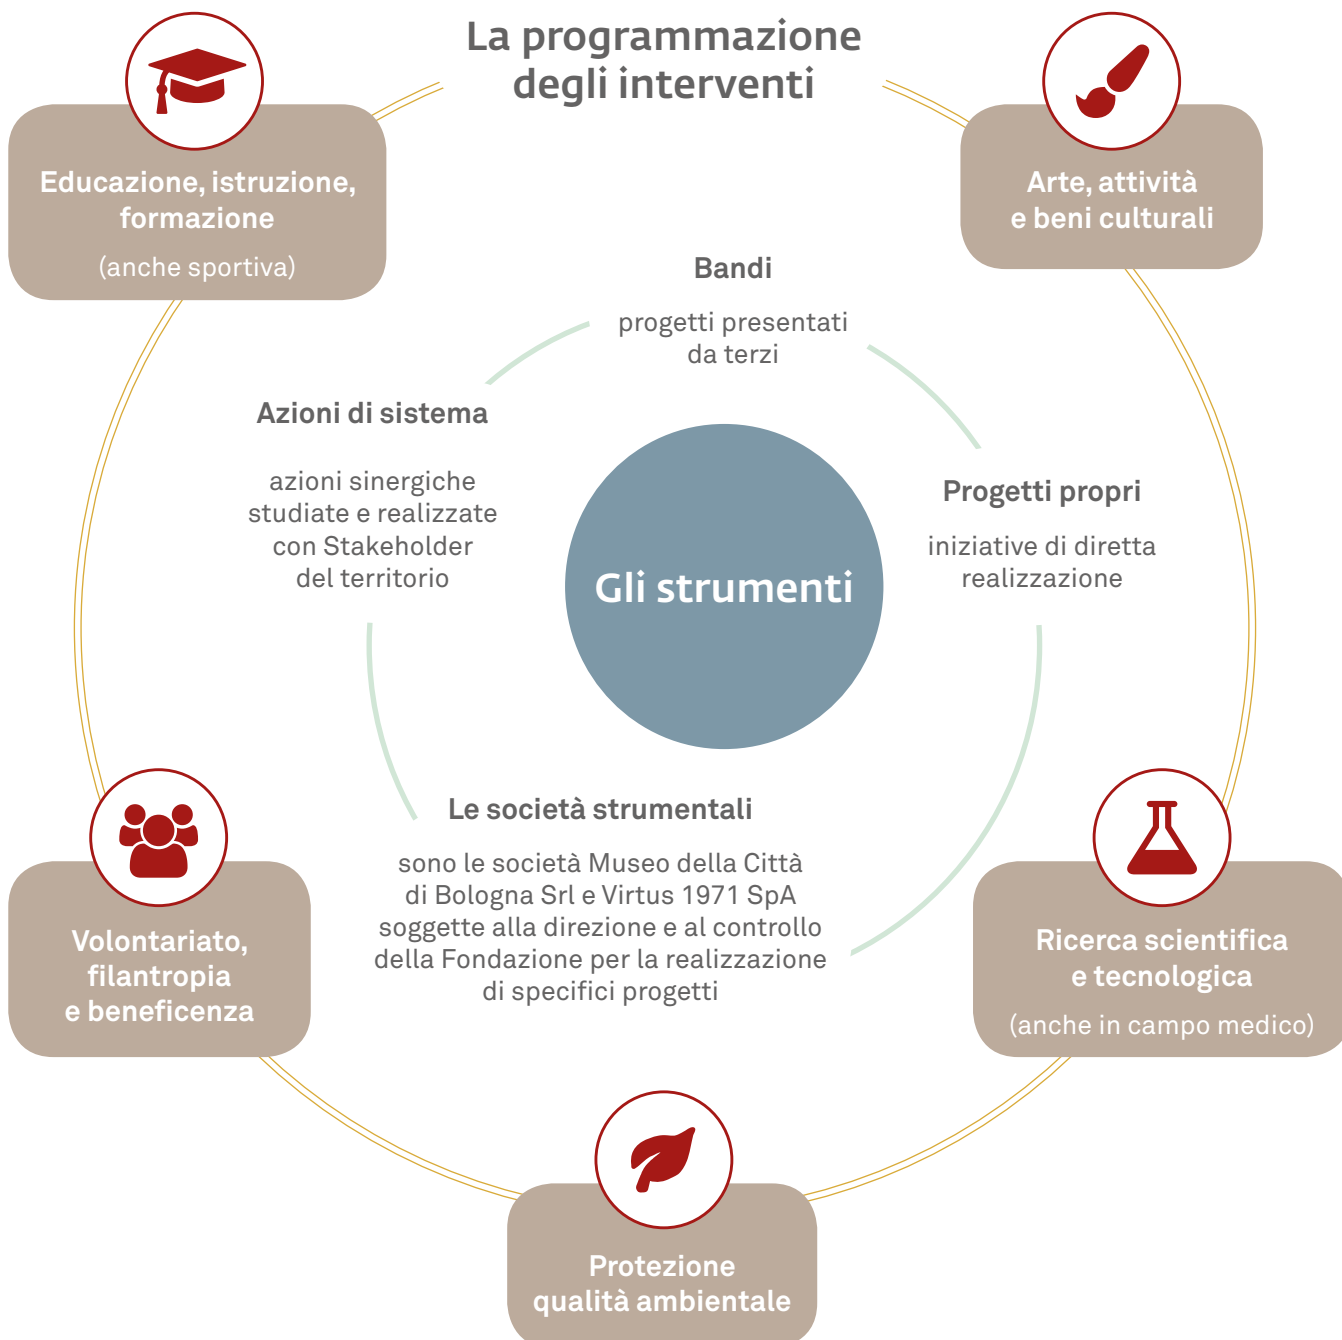 La programmazione
degli interventi
Educazione, istruzione,
formazione
(anche sportiva)
Arte, attività
e beni culturali
Bandi
progetti presentati
da terzi
Azioni di sistema
azioni sinergiche
studiate e realizzate
con Stakeholder
del territorio
Progetti propri
iniziative di diretta
realizzazione
Gli strumenti
Le società strumentali
sono le società Museo della Città
di Bologna Srl e Virtus 1971 SpA
soggette alla direzione e al controllo
della Fondazione per la realizzazione
di specifici progetti
Volontariato,
filantropia
e beneficenza
Ricerca scientifica
e tecnologica
(anche in campo medico)
Protezione
qualità ambientale